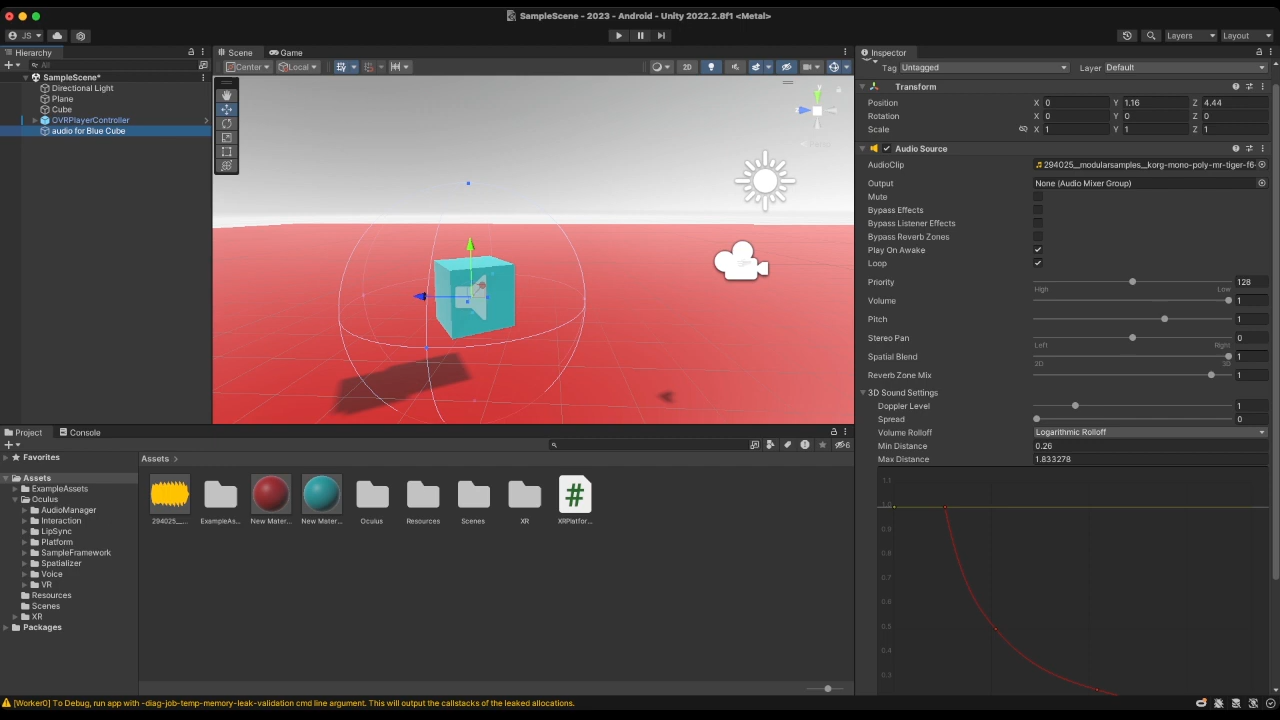 SampleScene - 2023 - Android - Unity 2022.2.8f1 <Metal>
JS
Layers
Layout
Hierarchy
All
SampleScene*
Directional Light
Plane
Cube
OVRPlayerController
audio for Blue Cube
Scene
Game
Center
Local
2D
y
Inspector
Tag Untagged
Layer Default
Transform
Position X 0 Y 1.16 Z 4.44
Rotation X 0 Y 0 Z 0
Scale X 1 Y 1 Z 1
Audio Source
AudioClip 294025__modularsamples__korg-mono-poly-mr-tiger-f6-
Output None (Audio Mixer Group)
Mute
Bypass Effects
Bypass Listener Effects
Bypass Reverb Zones
Play On Awake
Loop
Priority 128
High Low
Volume 1
Pitch 1
Stereo Pan 0
Left Right
Spatial Blend 1
2D 3D
Reverb Zone Mix 1
3D Sound Settings
Doppler Level 1
Spread 0
Volume Rolloff Logarithmic Rolloff
Min Distance 0.26
Max Distance 1.833278
1.1
1.0
0.9
0.8
0.7
0.6
0.5
0.4
0.3
Project
Console
6
Favorites
Assets
ExampleAssets
Oculus
AudioManager
Interaction
LipSync
Platform
SampleFramework
Spatializer
Voice
VR
Resources
Scenes
XR
Packages
Assets >
294025__...
ExampleAs...
New Mater...
New Mater...
Oculus
Resources
Scenes
XR
#
XRPlatfor...
[Worker0] To Debug, run app with -diag-job-temp-memory-leak-validation cmd line argument. This will output the callstacks of the leaked allocations.